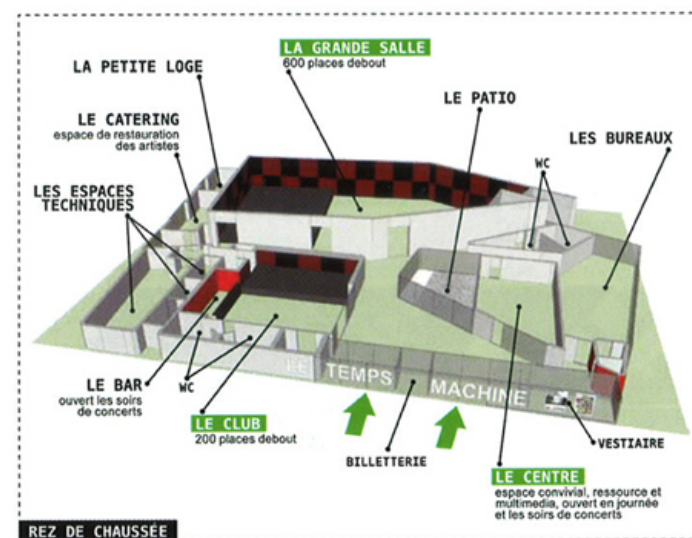 LA GRANDE SALLE
600 places debout
LA PETITE LOGE
LE PATIO
LE CATERING
espace de restauration
des artistes
LES BUREAUX
WC
LES ESPACES
TECHNIQUES
LE TEMPS MACHINE
LE BAR
ouvert les soirs
de concerts
WC
LE CLUB
200 places debout
BILLETTERIE
VESTIAIRE
LE CENTRE
espace convivial, ressource et
multimedia, ouvert en journée
et les soirs de concerts
REZ DE CHAUSSÉE